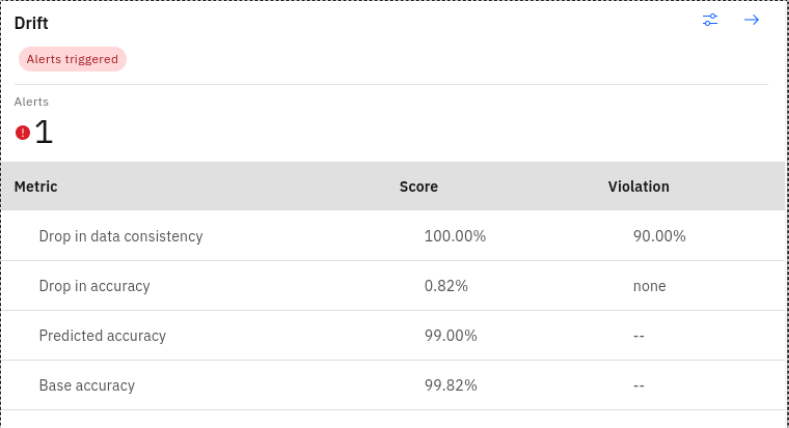 Drift
Alerts triggered
Alerts
1
Metric Score Violation
Drop in data consistency 100.00% 90.00%
Drop in accuracy 0.82% none
Predicted accuracy 99.00% --
Base accuracy 99.82% --